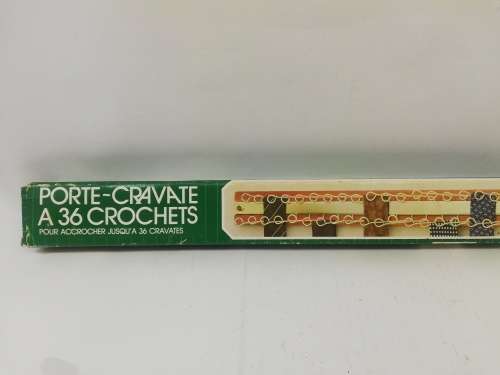 PORTE-CRAVATE
A 36 CROCHETS
POUR ACCROCHER JUSQU'A 36 CRAVATES